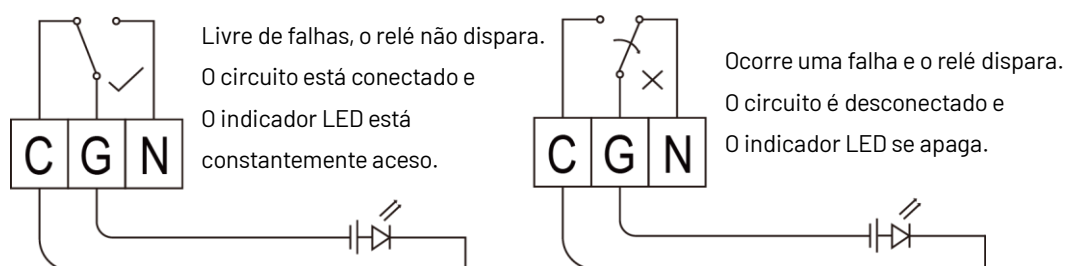 Livre de falhas, o relé não dispara.
O circuito está conectado e
O indicador LED está
constantemente aceso.
C G N
Ocorre uma falha e o relé dispara.
O circuito é desconectado e
O indicador LED se apaga.
C G N